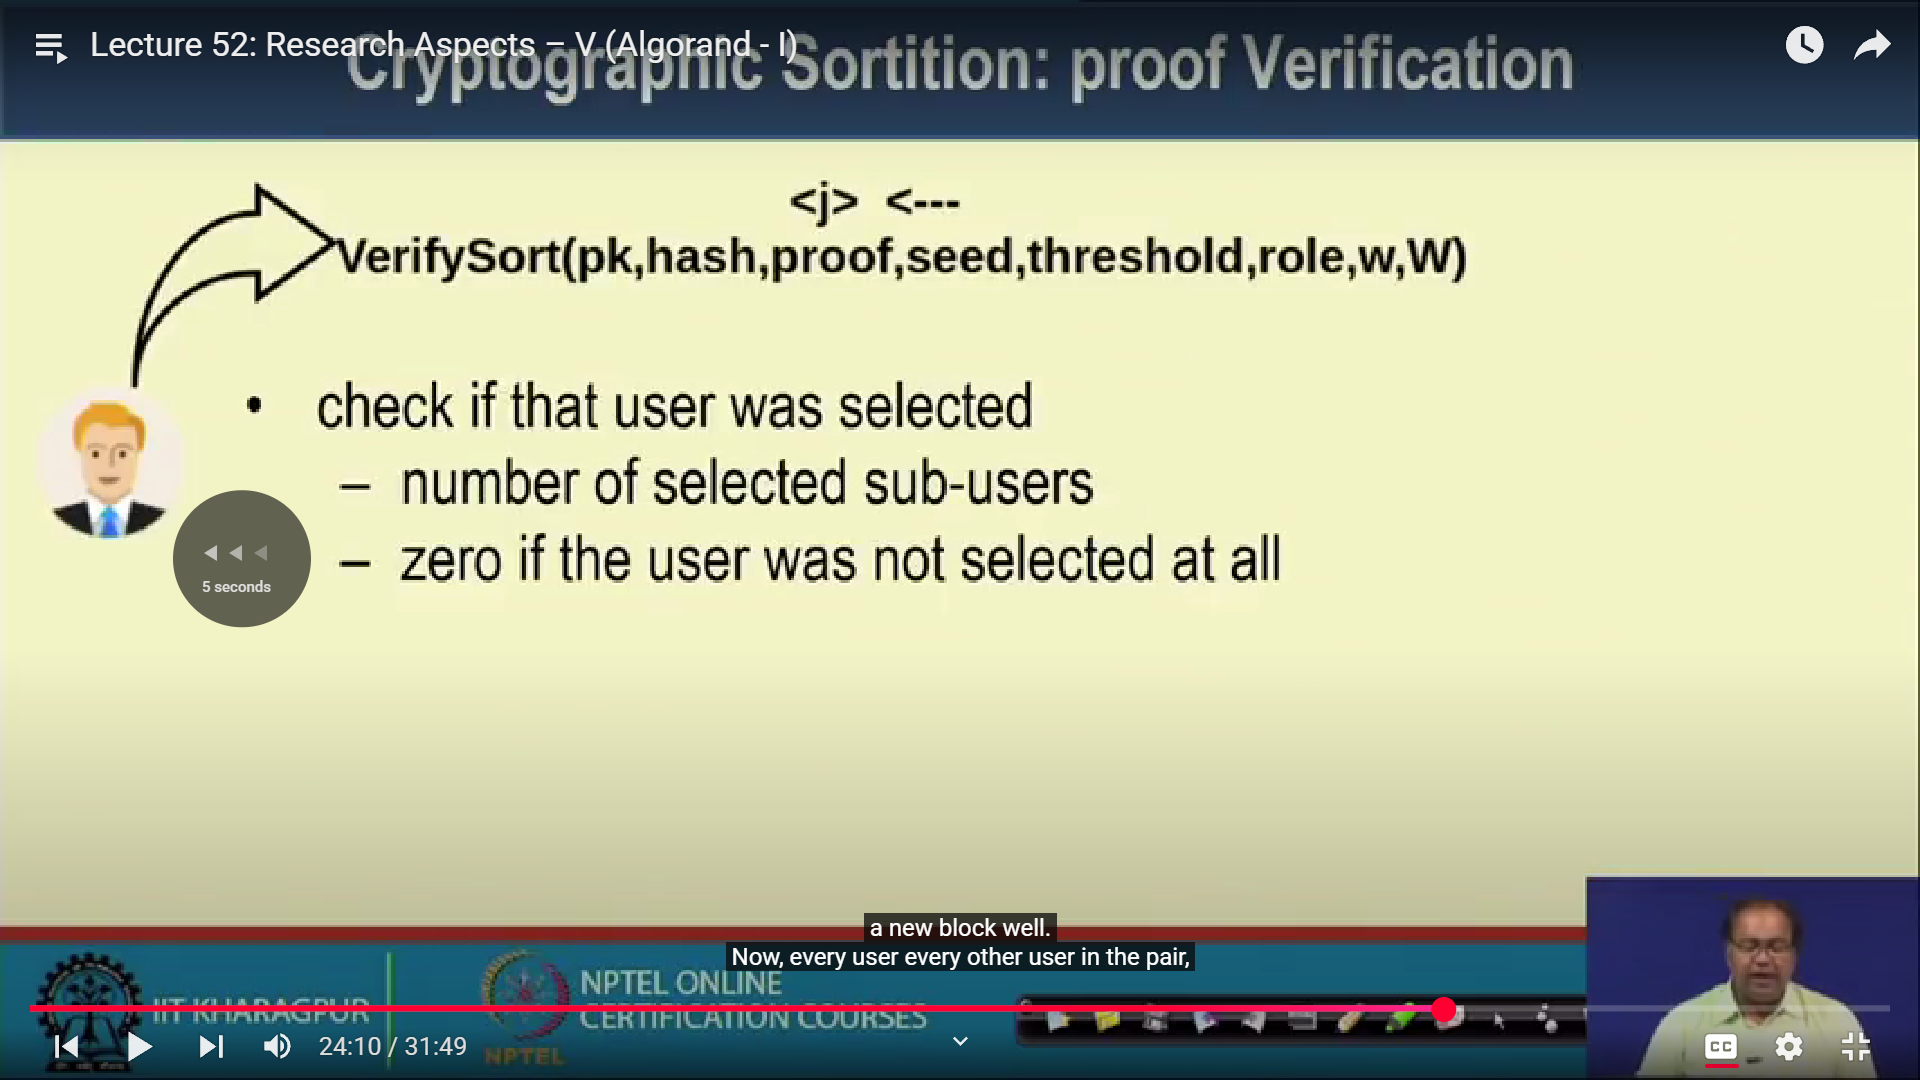 Lecture 52: Research Aspects – V (Algorand - I)
Cryptographic Sortition: proof Verification
<j> <---
VerifySort(pk,hash,proof,seed,threshold,role,w,W)
• check if that user was selected
– number of selected sub-users
– zero if the user was not selected at all
5 seconds
a new block well.
Now, every user every other user in the pair,
IIT KHARAGPUR
NPTEL ONLINE
CERTIFICATION COURSES
NPTEL
24:10 / 31:49
CC